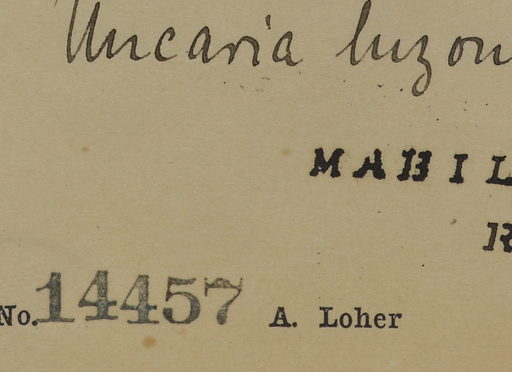 Uncaria luzon
MABIL
R
No. 14457 A. Loher